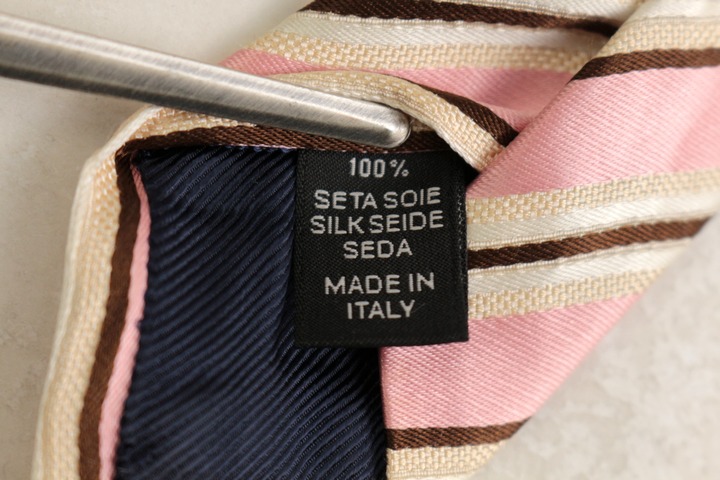 100%
SETA SOIE
SILK SEIDE
SEDA
MADE IN
ITALY